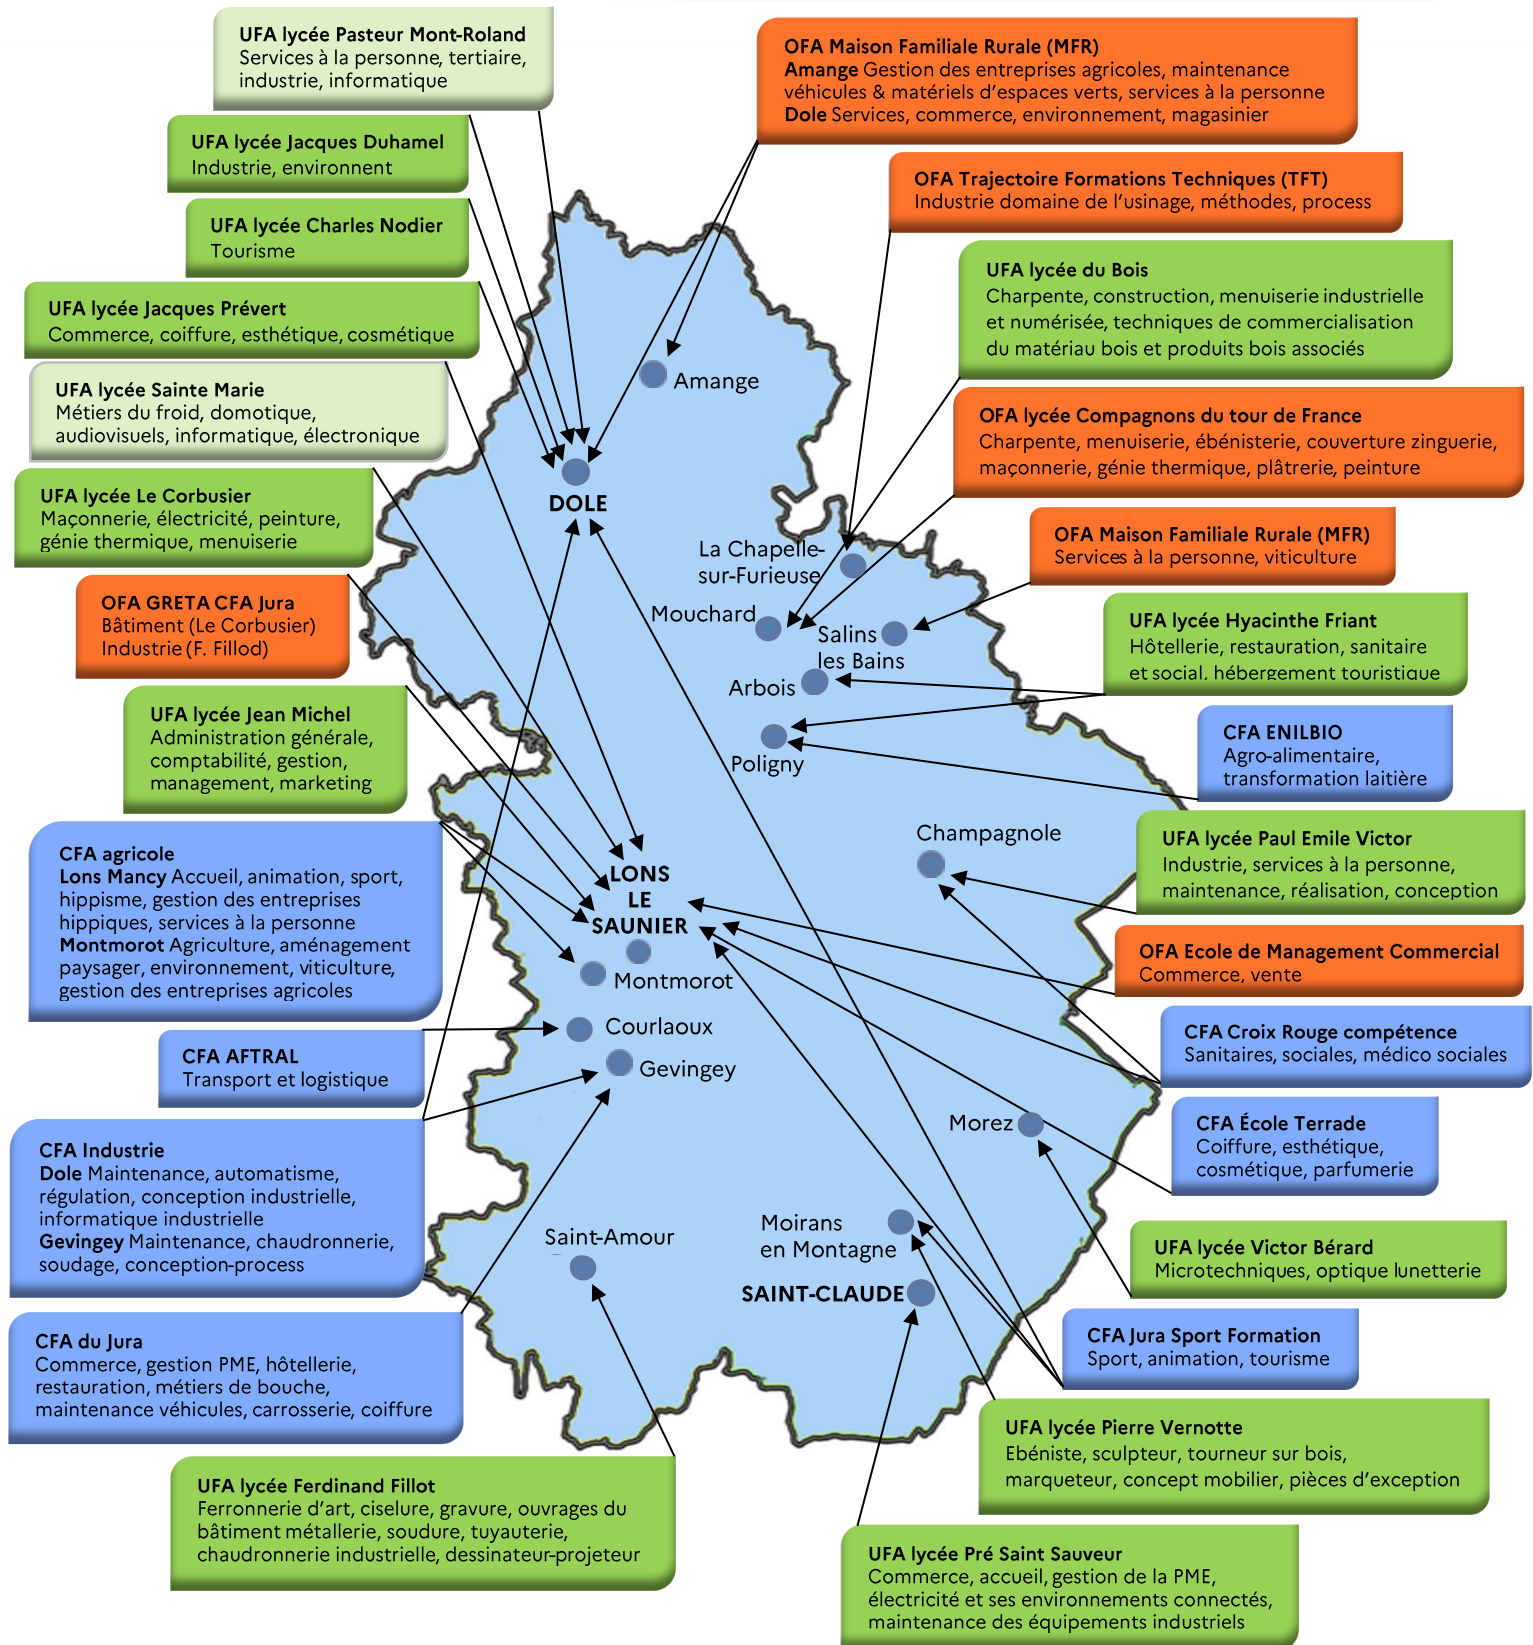 UFA lycée Pasteur Mont-Roland
Services à la personne, tertiaire,
industrie, informatique
UFA lycée Jacques Duhamel
Industrie, environnent
UFA lycée Charles Nodier
Tourisme
UFA lycée Jacques Prévert
Commerce, coiffure, esthétique, cosmétique
UFA lycée Sainte Marie
Métiers du froid, domotique,
audiovisuels, informatique, électronique
UFA lycée Le Corbusier
Maçonnerie, électricité, peinture,
génie thermique, menuiserie
OFA GRETA CFA Jura
Bâtiment (Le Corbusier)
Industrie (F. Fillod)
UFA lycée Jean Michel
Administration générale,
comptabilité, gestion,
management, marketing
CFA agricole
Lons Mancy Accueil, animation, sport,
hippisme, gestion des entreprises
hippiques, services à la personne
Montmorot Agriculture, aménagement
paysager, environnement, viticulture,
gestion des entreprises agricoles
CFA AFTRAL
Transport et logistique
CFA Industrie
Dole Maintenance, automatisme,
régulation, conception industrielle,
informatique industrielle
Gevingey Maintenance, chaudronnerie,
soudage, conception-process
CFA du Jura
Commerce, gestion PME, hôtellerie,
restauration, métiers de bouche,
maintenance véhicules, carrosserie, coiffure
UFA lycée Ferdinand Fillot
Ferronnerie d'art, ciselure, gravure, ouvrages du
bâtiment métallerie, soudure, tuyauterie,
chaudronnerie industrielle, dessinateur-projeteur
Amange
DOLE
La Chapelle-
sur-Furieuse
Mouchard
Salins
les Bains
Arbois
Poligny
Champagnole
LONS
LE
SAUNIER
Montmorot
Courlaoux
Gevingey
Morez
Saint-Amour
Moirans
en Montagne
SAINT-CLAUDE
OFA Maison Familiale Rurale (MFR)
Amange Gestion des entreprises agricoles, maintenance
véhicules & matériels d'espaces verts, services à la personne
Dole Services, commerce, environnement, magasinier
OFA Trajectoire Formations Techniques (TFT)
Industrie domaine de l'usinage, méthodes, process
UFA lycée du Bois
Charpente, construction, menuiserie industrielle
et numérisée, techniques de commercialisation
du matériau bois et produits bois associés
OFA lycée Compagnons du tour de France
Charpente, menuiserie, ébénisterie, couverture zinguerie,
maçonnerie, génie thermique, plâtrerie, peinture
OFA Maison Familiale Rurale (MFR)
Services à la personne, viticulture
UFA lycée Hyacinthe Friant
Hôtellerie, restauration, sanitaire
et social, hébergement touristique
CFA ENILBIO
Agro-alimentaire,
transformation laitière
UFA lycée Paul Emile Victor
Industrie, services à la personne,
maintenance, réalisation, conception
OFA Ecole de Management Commercial
Commerce, vente
CFA Croix Rouge compétence
Sanitaires, sociales, médico sociales
CFA École Terrade
Coiffure, esthétique,
cosmétique, parfumerie
UFA lycée Victor Bérard
Microtechniques, optique lunetterie
CFA Jura Sport Formation
Sport, animation, tourisme
UFA lycée Pierre Vernotte
Ebéniste, sculpteur, tourneur sur bois,
marqueteur, concept mobilier, pièces d'exception
UFA lycée Pré Saint Sauveur
Commerce, accueil, gestion de la PME,
électricité et ses environnements connectés,
maintenance des équipements industriels